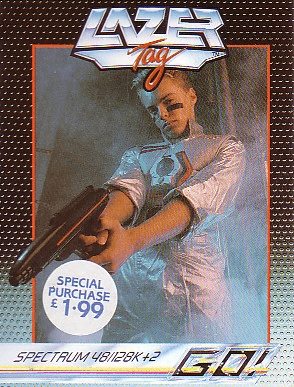 LAZER
Tag
TM
SPECIAL
PURCHASE
£1·99
SPECTRUM 48/128K+2
GO!